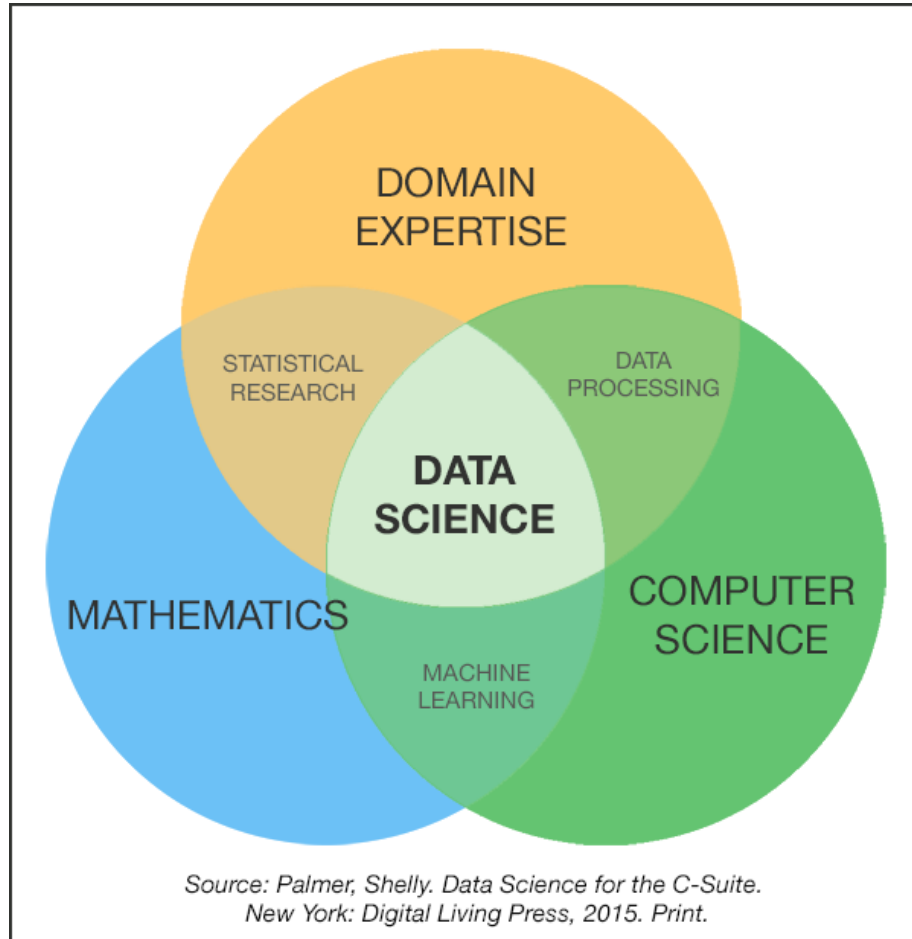 DOMAIN
EXPERTISE
STATISTICAL
RESEARCH
DATA
PROCESSING
DATA
SCIENCE
MATHEMATICS
COMPUTER
SCIENCE
MACHINE
LEARNING
Source: Palmer, Shelly. Data Science for the C-Suite.
New York: Digital Living Press, 2015. Print.